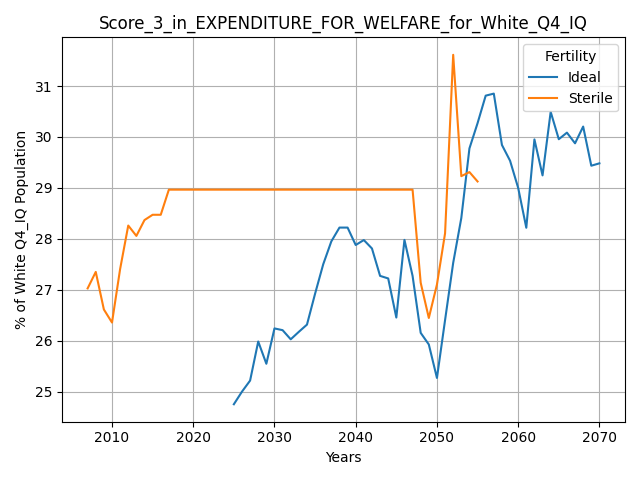 Score_3_in_EXPENDITURE_FOR_WELFARE_for_White_Q4_IQ
Fertility
Ideal
Sterile
% of White Q4_IQ Population
31
30
29
28
27
26
25
2010
2020
2030
2040
2050
2060
2070
Years